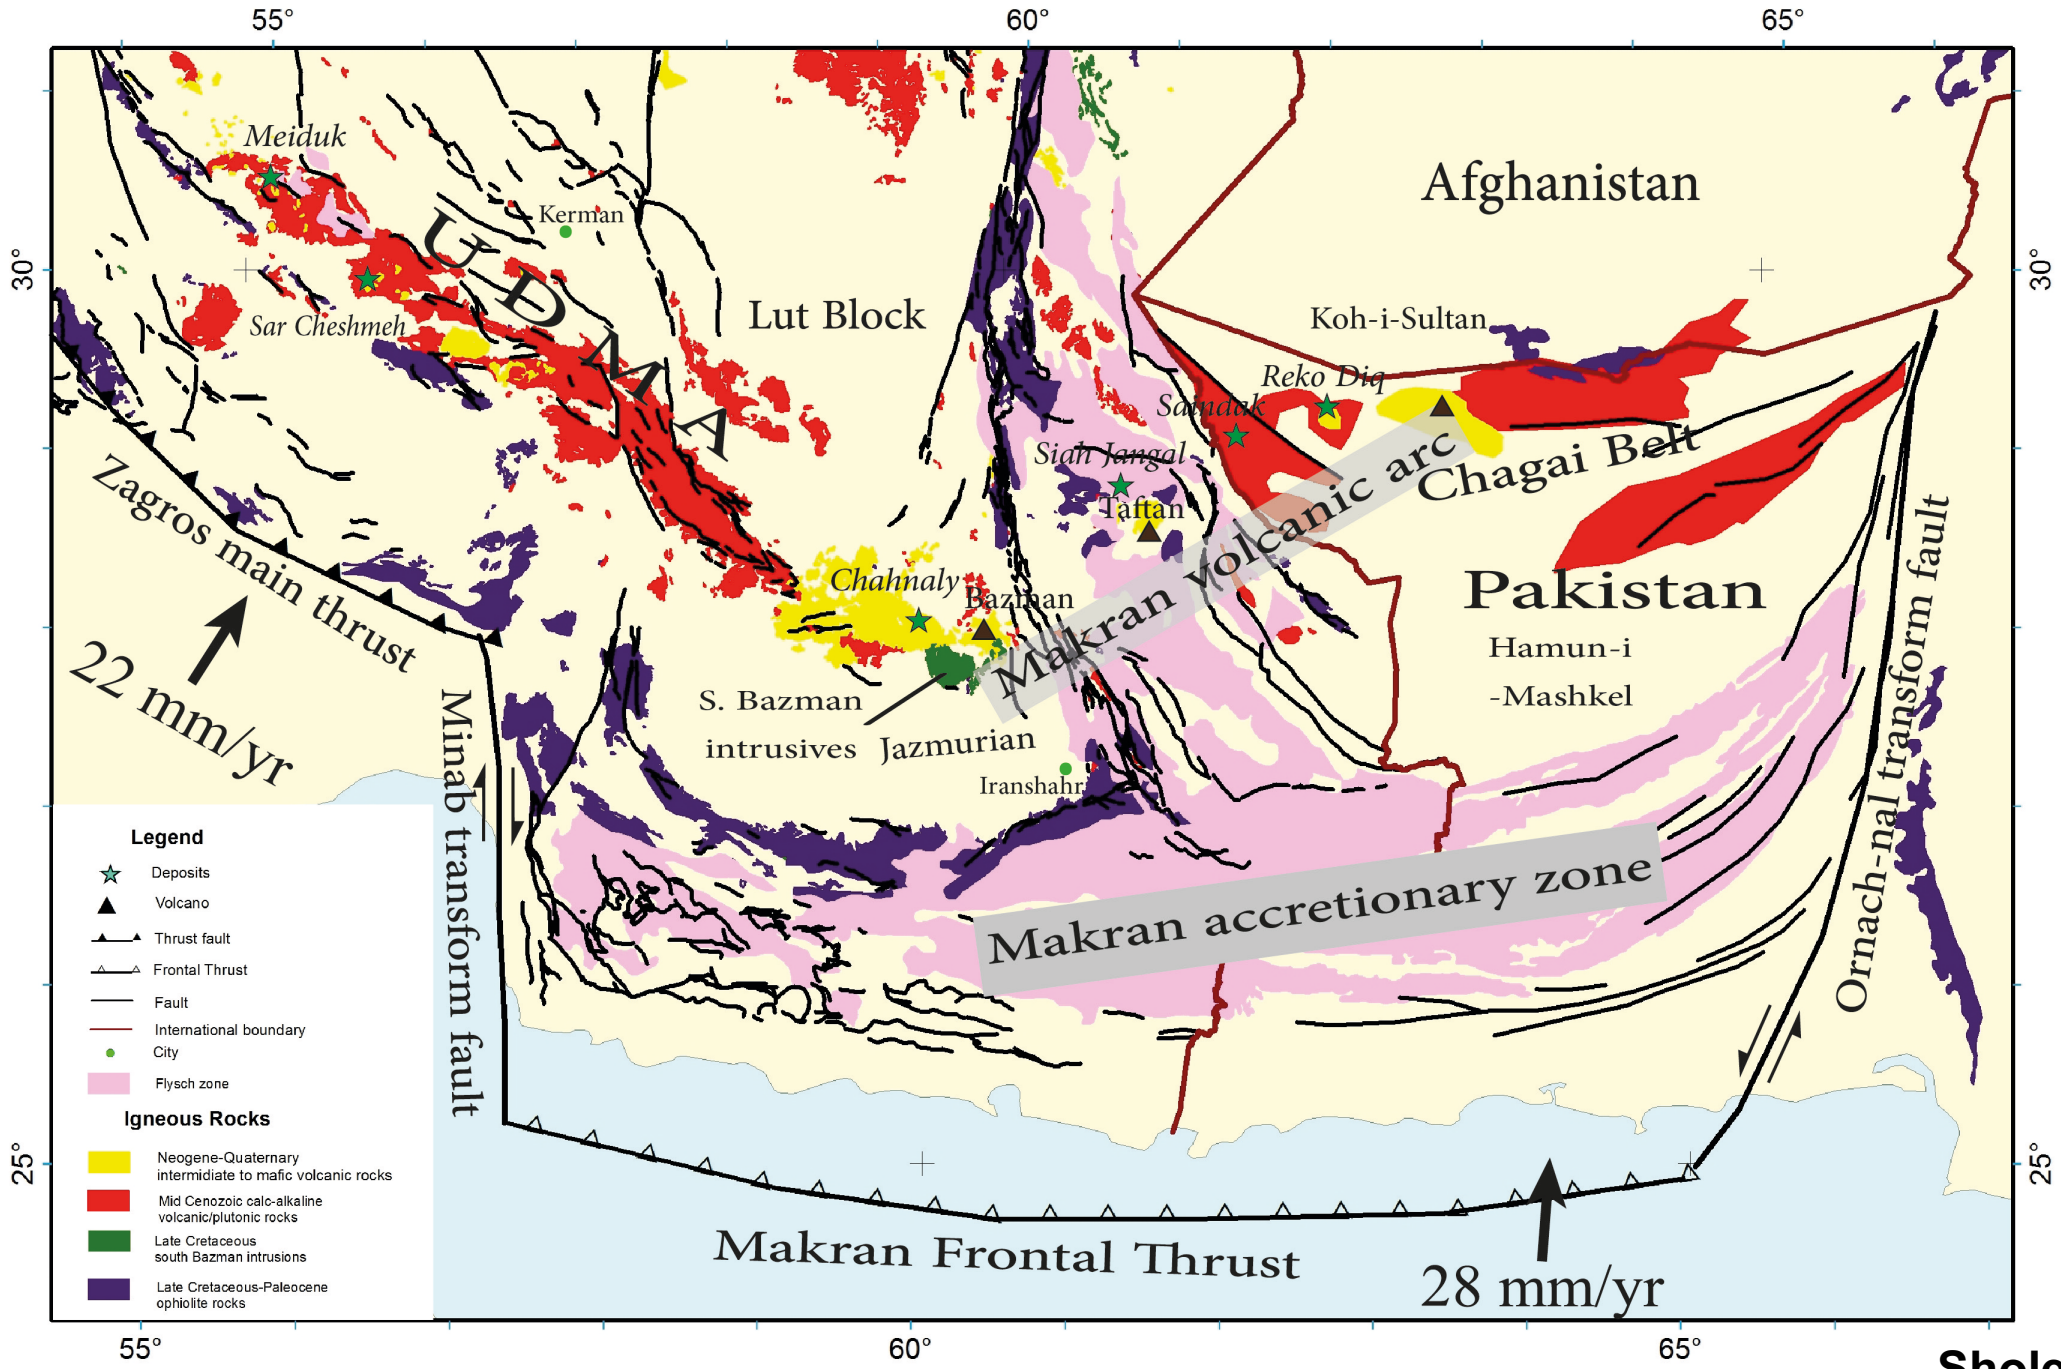 55°
60°
65°
Meiduk
Kerman
Afghanistan
UDMA
30°
30°
Lut Block
Sar Cheshmeh
Koh-i-Sultan
Reko Diq
Saindak
Siah Jangal
Taftan
Chagai Belt
Makran volcanic arc
Zagros main thrust
22 mm/yr
Chahnaly
Bazman
Pakistan
Hamun-i
-Mashkel
S. Bazman
intrusives
Jazmurian
Iranshahr
Minab transform fault
Ornach-nal transform fault
Makran accretionary zone
Legend
Deposits
Volcano
Thrust fault
Frontal Thrust
Fault
International boundary
City
Flysch zone
Igneous Rocks
Neogene-Quaternary
intermidiate to mafic volcanic rocks
Mid Cenozoic calc-alkaline
volcanic/plutonic rocks
Late Cretaceous
south Bazman intrusions
Late Cretaceous-Paleocene
ophiolite rocks
25°
25°
Makran Frontal Thrust
28 mm/yr
55°
60°
65°